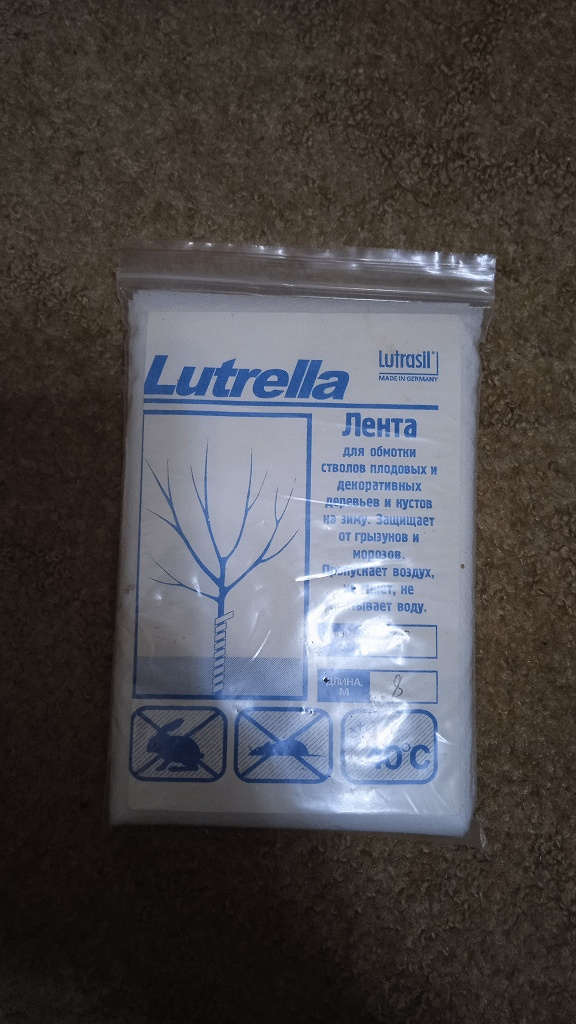 Lutrella
Lutrasil
MADE IN GERMANY
Лента
для обмотки
стволов плодовых и
декоративных
деревьев и кустов
на зиму. Защищает
от грызунов и
морозов.
Пропускает воздух,
не
воду.
ДЛИНА,
М
8
°C